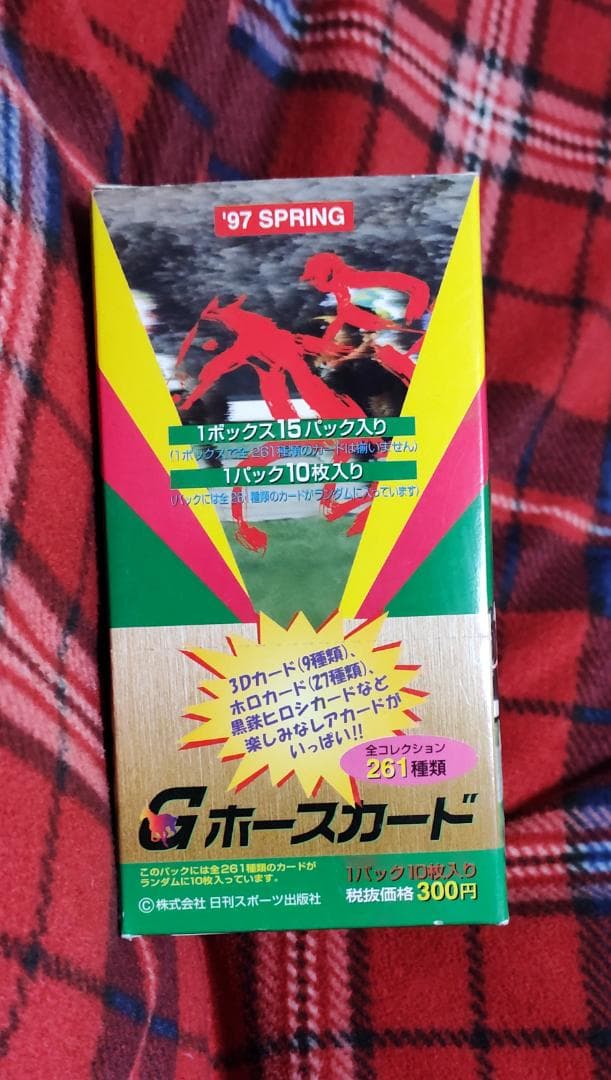 '97 SPRING
1ボックス15パック入り
(1ボックスで全261種類のカードは揃いません)
1パック10枚入り
(パックには全261種類のカードがランダムに入っています)
3Dカード(9種類)、
ホロカード(27種類)、
黒鉄ヒロシカードなど
楽しみなレアカードが
いっぱい!!
全コレクション
261種類
Gホースカード
このパックには全261種類のカードが
ランダムに10枚入っています。
1パック10枚入り
税抜価格300円
©株式会社 日刊スポーツ出版社